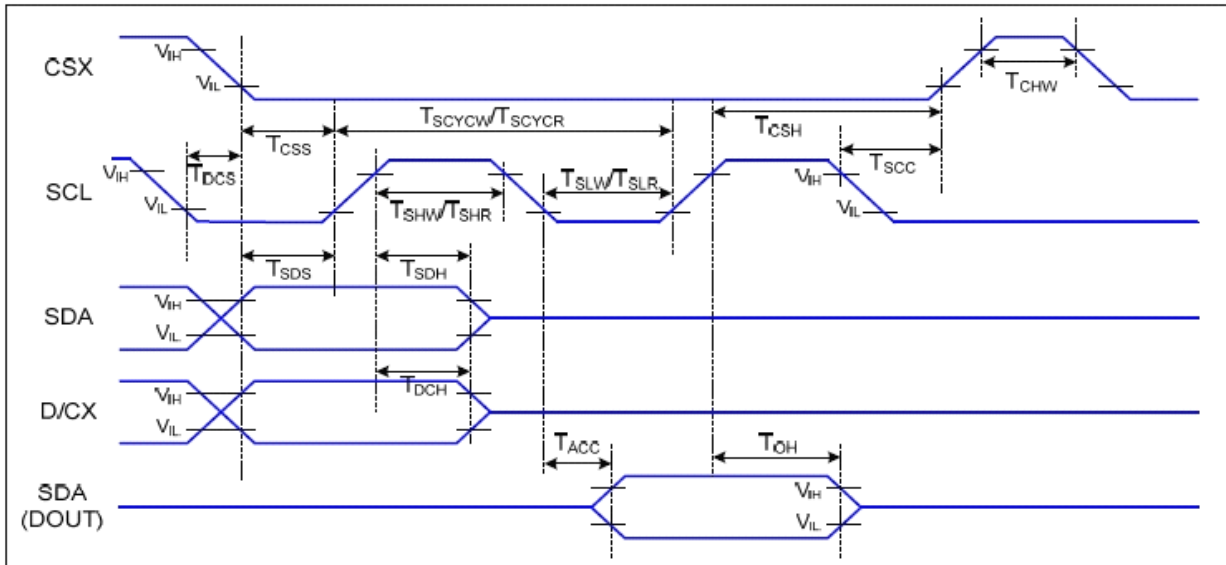 CSX
VIH
VIL
TCHW
TSCYCW/TSCYCR
TCSH
TCSS
TDCS
TSCC
SCL
VIH
VIL
TSLW/TSLR
TSHW/TSHR
VIH
VIL
TSDS
TSDH
SDA
VIH
VIL
TDCH
D/CX
VIH
VIL
TACC
TOH
SDA
(DOUT)
VIH
VIL